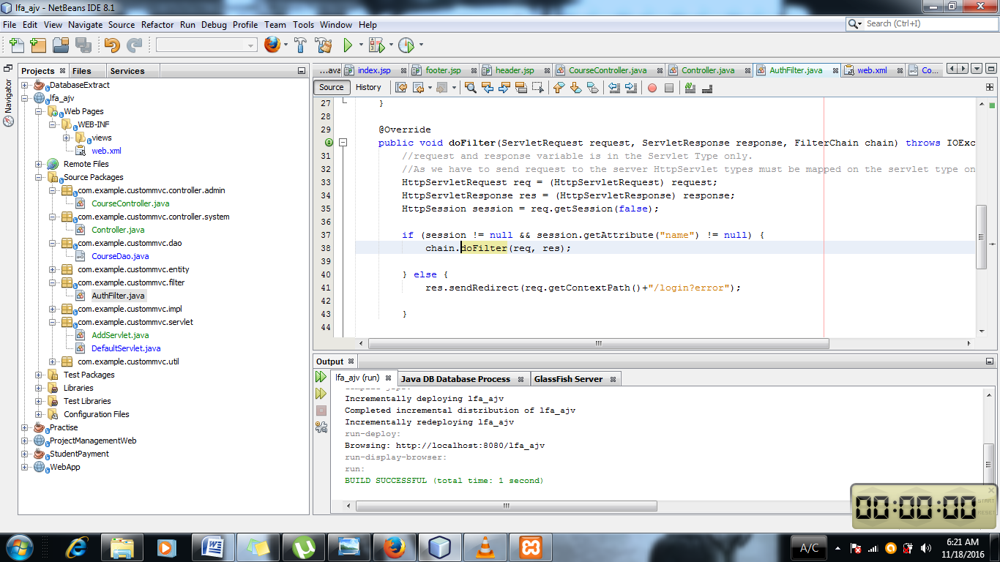 lfa_ajv - NetBeans IDE 8.1
File Edit View Navigate Source Refactor Run Debug Profile Team Tools Window Help
Search (Ctrl+I)
Projects Files Services
Navigator
DatabaseExtract
lfa_ajv
Web Pages
WEB-INF
views
web.xml
Remote Files
Source Packages
com.example.custommvc.controller.admin
CourseController.java
com.example.custommvc.controller.system
Controller.java
com.example.custommvc.dao
CourseDao.java
com.example.custommvc.entity
com.example.custommvc.filter
AuthFilter.java
com.example.custommvc.impl
com.example.custommvc.servlet
AddServlet.java
DefaultServlet.java
com.example.custommvc.util
Test Packages
Libraries
Test Libraries
Configuration Files
Practise
ProjectManagementWeb
StudentPayment
WebApp
...ava index.jsp footer.jsp header.jsp CourseController.java Controller.java AuthFilter.java web.xml Co...
Source History
27 }
28
29 @Override
public void doFilter(ServletRequest request, ServletResponse response, FilterChain chain) throws IOExc
31 //request and response variable is in the Servlet Type only.
32 //As we have to send request to the server HttpServlet types must be mapped on the servlet type on
33 HttpServletRequest req = (HttpServletRequest) request;
34 HttpServletResponse res = (HttpServletResponse) response;
35 HttpSession session = req.getSession(false);
36
37 if (session != null && session.getAttribute("name") != null) {
38 chain.doFilter(req, res);
39
40 } else {
41 res.sendRedirect(req.getContextPath()+"/login?error");
42
43 }
44
Output
lfa_ajv (run) Java DB Database Process GlassFish Server
Incrementally deploying lfa_ajv
Completed incremental distribution of lfa_ajv
Incrementally redeploying lfa_ajv
run-deploy:
Browsing: http://localhost:8080/lfa_ajv
run-display-browser:
run:
BUILD SUCCESSFUL (total time: 1 second)
00:00:00
START
RESET
A/C
6:21 AM
11/18/2016